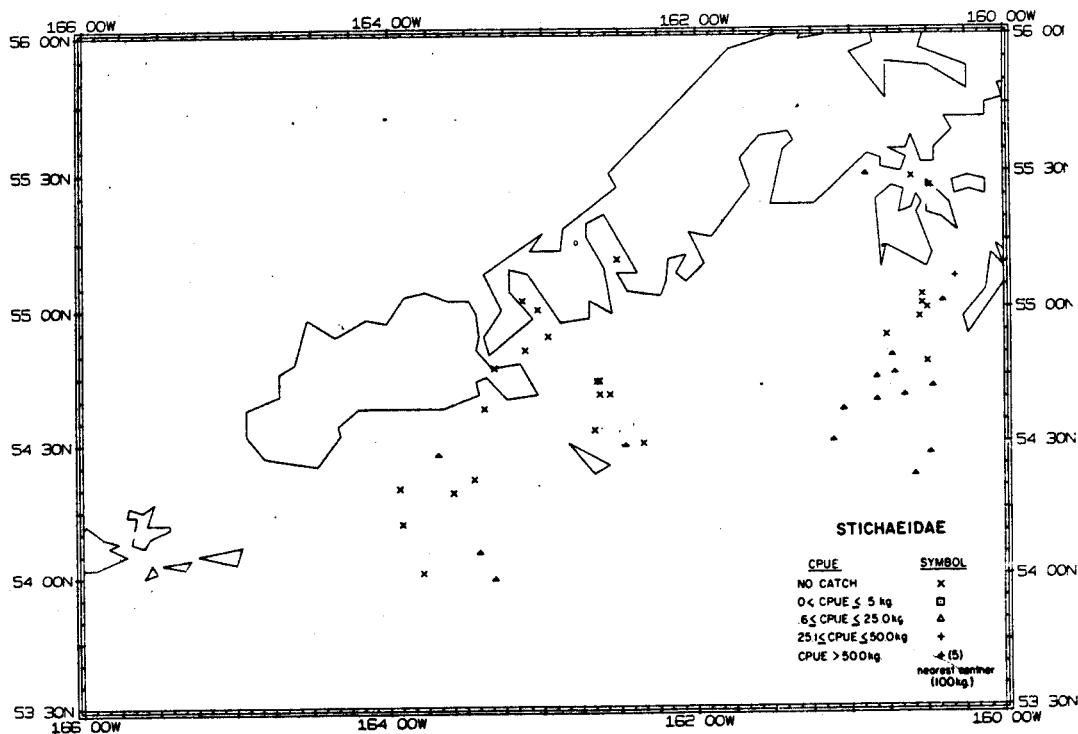 166 00W 164 00W 162 00W 160 00W
56 00N 56 00'
55 30N 55 30'
55 00N 55 00N
54 30N 54 30N
STICHAEIDAE
CPUE SYMBOL
NO CATCH x
0< CPUE ≤ .5 kg □
.6≤ CPUE ≤ 25.0kg △
25.1≤CPUE ≤50.0kg +
CPUE >50.0kg +(5)
nearest centner
(100kg.)
54 00N 54 00N
53 30N 53 30N
166 00W 164 00W 162 00W 160 00W